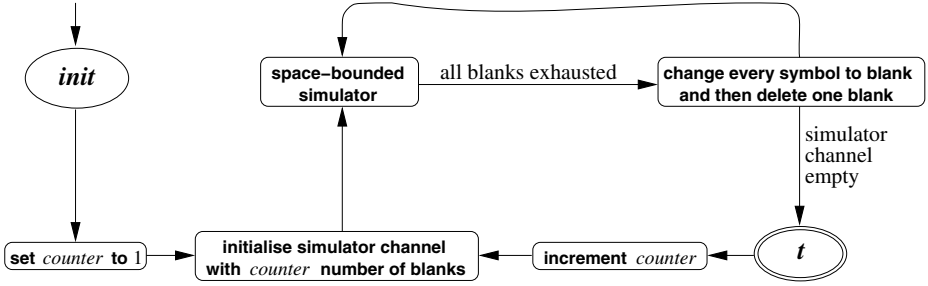 init
space–bounded
simulator
all blanks exhausted
change every symbol to blank
and then delete one blank
simulator
channel
empty
set counter to 1
initialise simulator channel
with counter number of blanks
increment counter
t